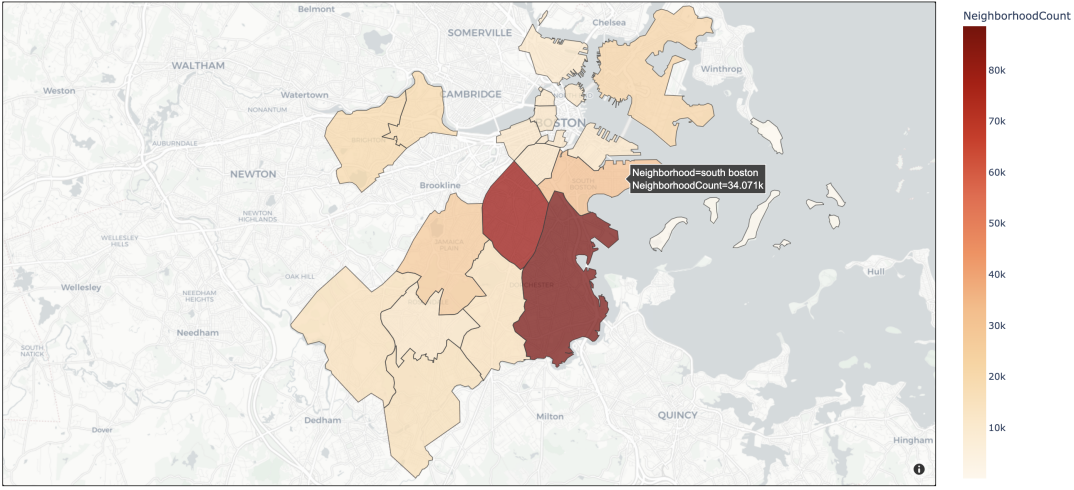 Belmont
Chelsea
SOMERVILLE
WALTHAM
Winthrop
Weston
Watertown
CAMBRIDGE
NONANTUM
BOSTON
AUBURNDALE
BRIGHTON
NEWTON
Brookline
SOUTH
BOSTON
Neighborhood=south boston
NeighborhoodCount=34.071k
NEWTON
HIGHLANDS
WELLESLEY
HILLS
JAMAICA
PLAIN
OAK HILL
Hull
Wellesley
NEEDHAM
HEIGHTS
DORCHESTER
Needham
SOUTH
NATICK
Dedham
Milton
QUINCY
Dover
Hingham
NeighborhoodCount
80k
70k
60k
50k
40k
30k
20k
10k